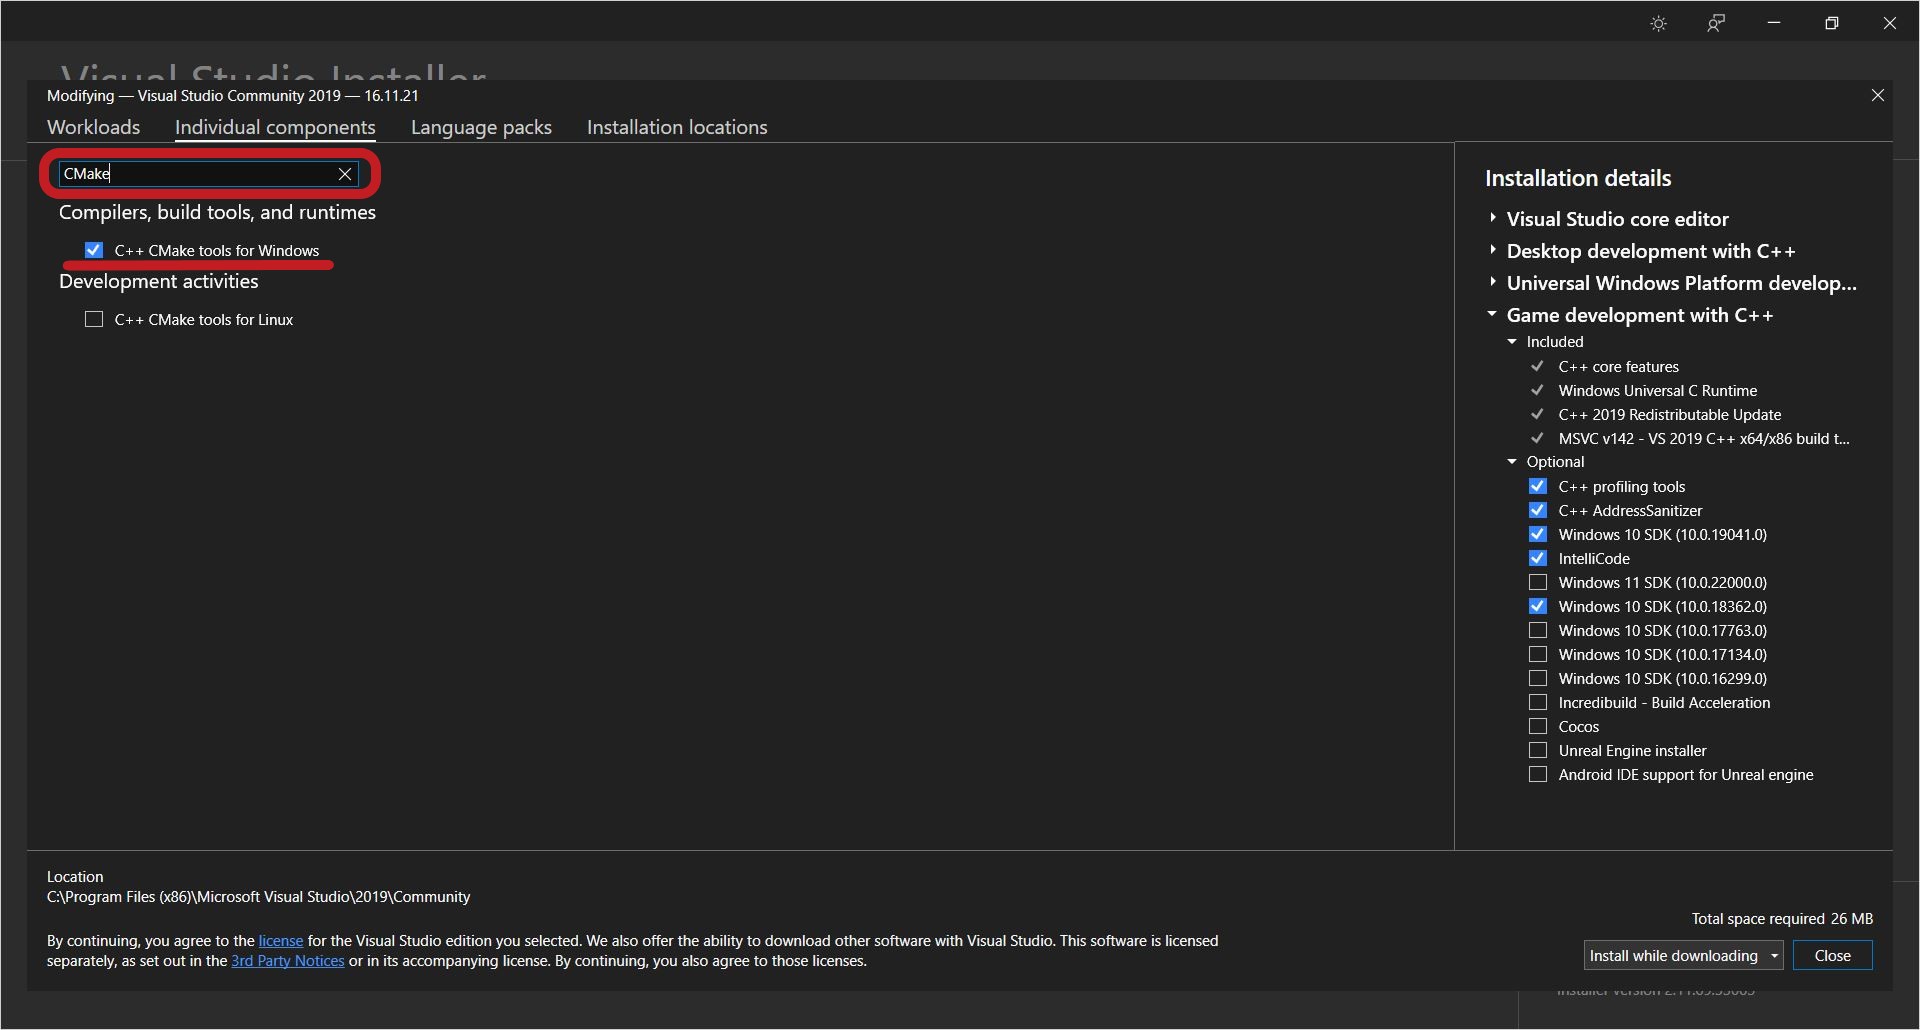 Visual Studio Installer
Modifying — Visual Studio Community 2019 — 16.11.21
Workloads
Individual components
Language packs
Installation locations
CMake
Compilers, build tools, and runtimes
C++ CMake tools for Windows
Development activities
C++ CMake tools for Linux
Installation details
Visual Studio core editor
Desktop development with C++
Universal Windows Platform develop...
Game development with C++
Included
C++ core features
Windows Universal C Runtime
C++ 2019 Redistributable Update
MSVC v142 - VS 2019 C++ x64/x86 build t...
Optional
C++ profiling tools
C++ AddressSanitizer
Windows 10 SDK (10.0.19041.0)
IntelliCode
Windows 11 SDK (10.0.22000.0)
Windows 10 SDK (10.0.18362.0)
Windows 10 SDK (10.0.17763.0)
Windows 10 SDK (10.0.17134.0)
Windows 10 SDK (10.0.16299.0)
Incredibuild - Build Acceleration
Cocos
Unreal Engine installer
Android IDE support for Unreal engine
Location
C:\Program Files (x86)\Microsoft Visual Studio\2019\Community
By continuing, you agree to the license for the Visual Studio edition you selected. We also offer the ability to download other software with Visual Studio. This software is licensed
separately, as set out in the 3rd Party Notices or in its accompanying license. By continuing, you also agree to those licenses.
Total space required 26 MB
Install while downloading
Close
Installer version